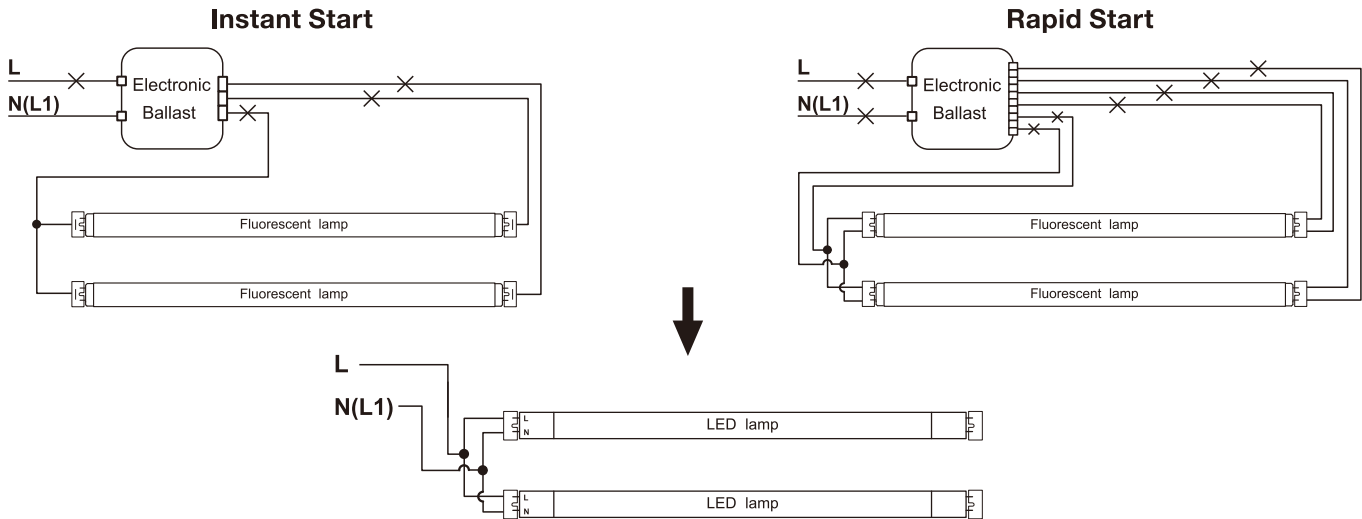 Instant Start
L
N(L1)
Electronic
Ballast
Fluorescent lamp
Fluorescent lamp
Rapid Start
L
N(L1)
Electronic
Ballast
Fluorescent lamp
Fluorescent lamp
L
N(L1)
L
N
LED lamp
L
N
LED lamp